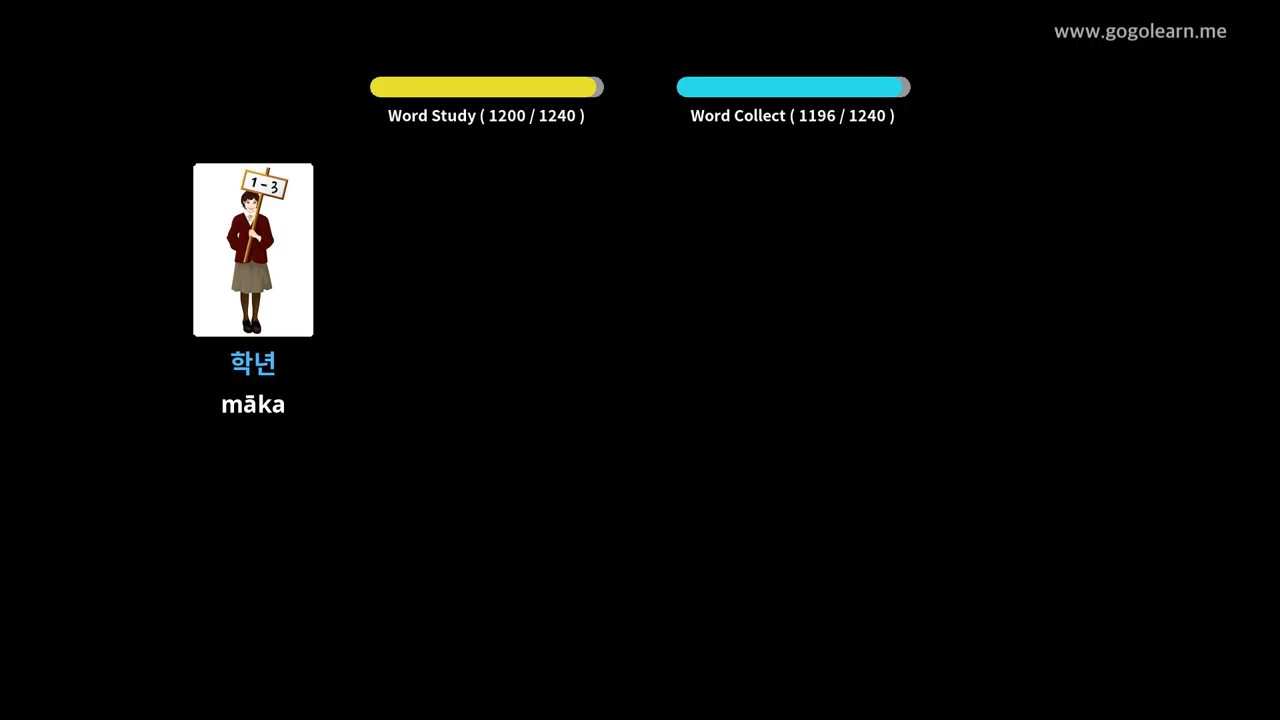 www.gogolearn.me
Word Study ( 1200 / 1240 )
Word Collect ( 1196 / 1240 )
1-3
학년
māka